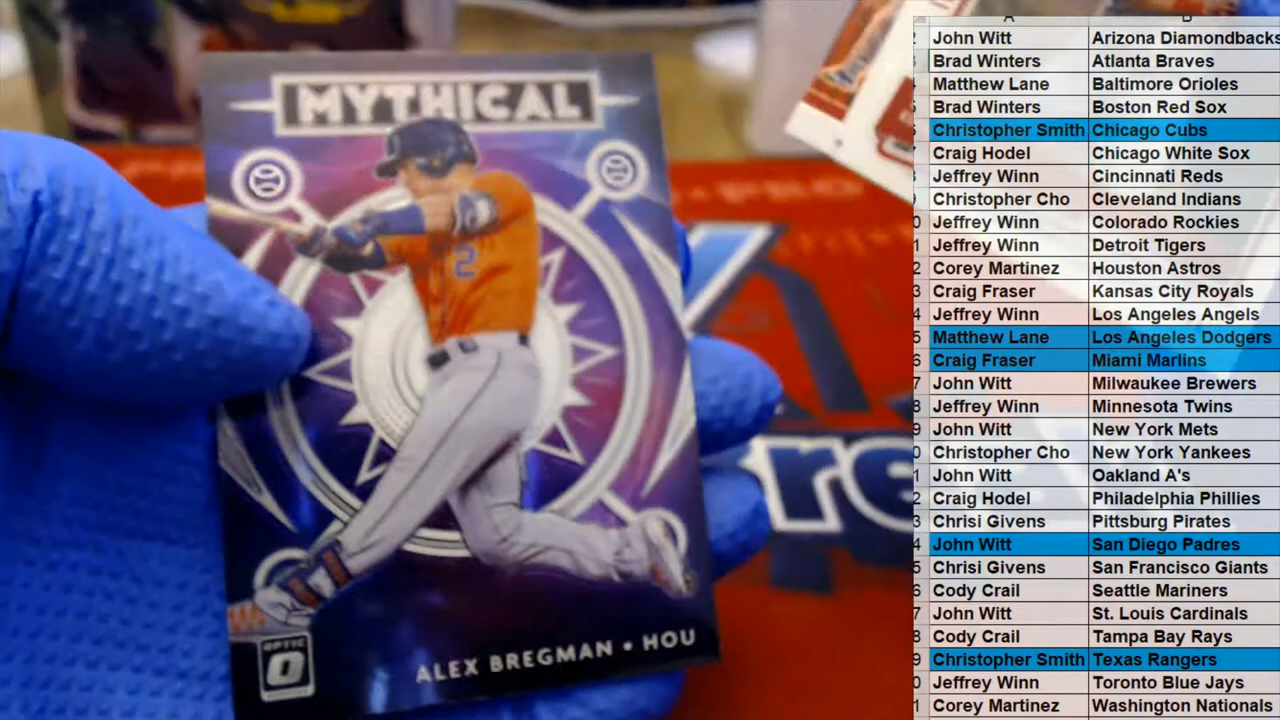 MYTHICAL
2
OPTIC
ALEX BREGMAN • HOU
re
A B
John Witt Arizona Diamondbacks
Brad Winters Atlanta Braves
Matthew Lane Baltimore Orioles
Brad Winters Boston Red Sox
Christopher Smith Chicago Cubs
Craig Hodel Chicago White Sox
Jeffrey Winn Cincinnati Reds
Christopher Cho Cleveland Indians
Jeffrey Winn Colorado Rockies
Jeffrey Winn Detroit Tigers
Corey Martinez Houston Astros
Craig Fraser Kansas City Royals
Jeffrey Winn Los Angeles Angels
Matthew Lane Los Angeles Dodgers
Craig Fraser Miami Marlins
John Witt Milwaukee Brewers
Jeffrey Winn Minnesota Twins
John Witt New York Mets
Christopher Cho New York Yankees
John Witt Oakland A's
Craig Hodel Philadelphia Phillies
Chrisi Givens Pittsburg Pirates
John Witt San Diego Padres
Chrisi Givens San Francisco Giants
Cody Crail Seattle Mariners
John Witt St. Louis Cardinals
Cody Crail Tampa Bay Rays
Christopher Smith Texas Rangers
Jeffrey Winn Toronto Blue Jays
Corey Martinez Washington Nationals